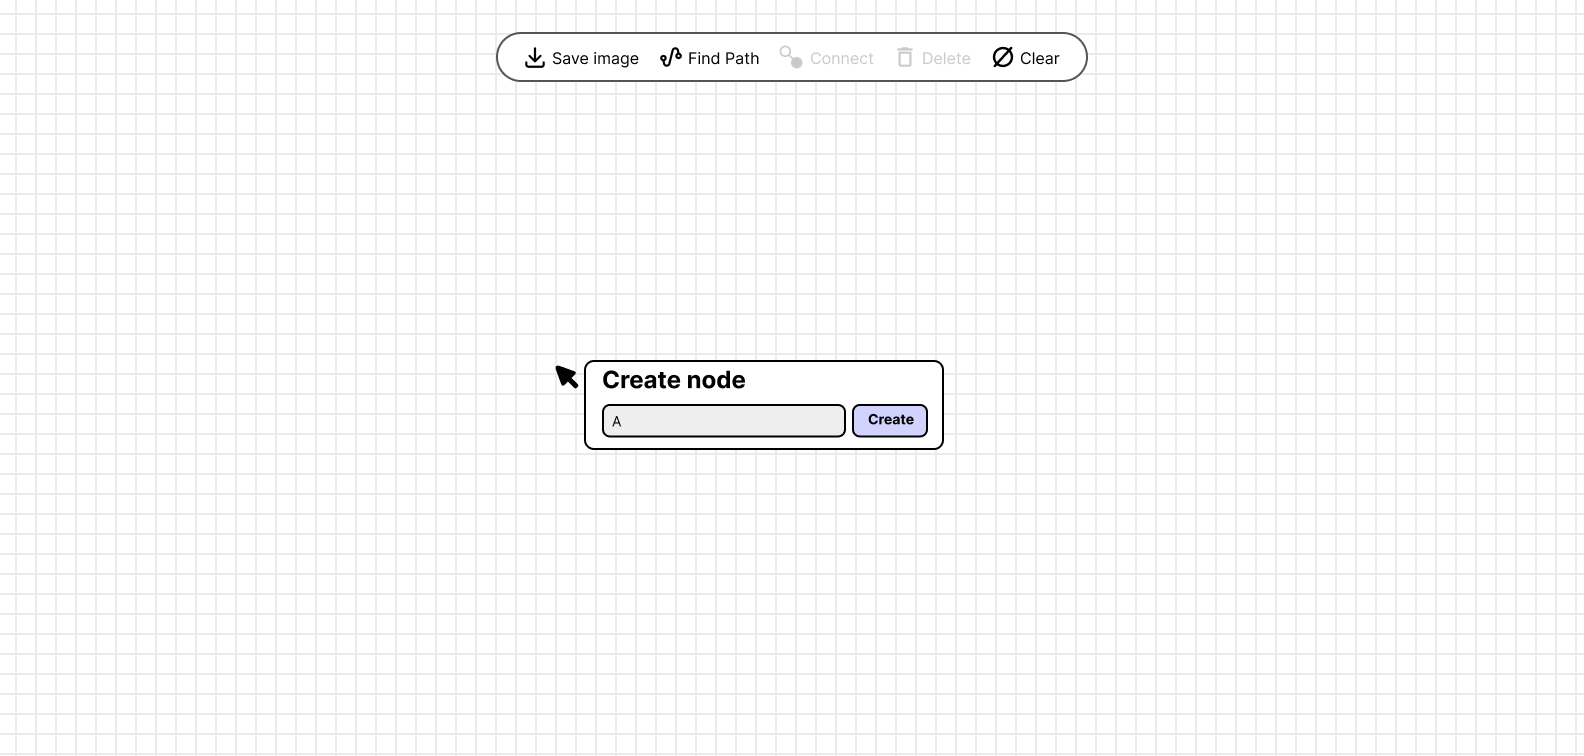 Save image Find Path Connect Delete Clear
Create node
A Create